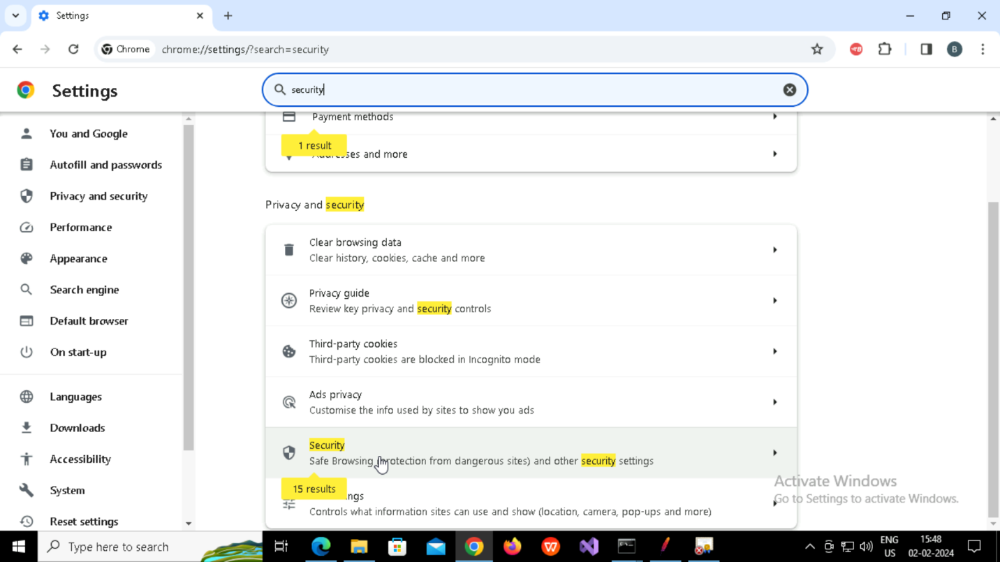 Settings
Chrome
chrome://settings/?search=security
B
Settings
security
You and Google
Autofill and passwords
Privacy and security
Performance
Appearance
Search engine
Default browser
On start-up
Languages
Downloads
Accessibility
System
Reset settings
Payment methods
1 result
esses and more
Privacy and security
Clear browsing data
Clear history, cookies, cache and more
Privacy guide
Review key privacy and security controls
Third-party cookies
Third-party cookies are blocked in Incognito mode
Ads privacy
Customise the info used by sites to show you ads
Security
Safe Browsing (protection from dangerous sites) and other security settings
15 results
ngs
Controls what information sites can use and show (location, camera, pop-ups and more)
Activate Windows
Go to Settings to activate Windows.
Type here to search
ENG
US
15:48
02-02-2024